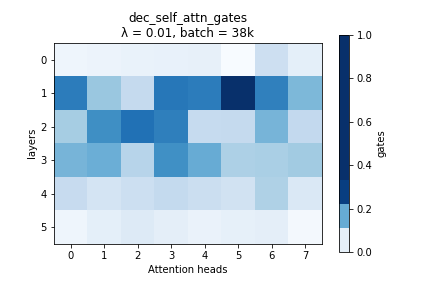 dec_self_attn_gates
λ = 0.01, batch = 38k
layers
0
1
2
3
4
5
0 1 2 3 4 5 6 7
Attention heads
1.0
0.8
0.6
0.4
0.2
0.0
gates